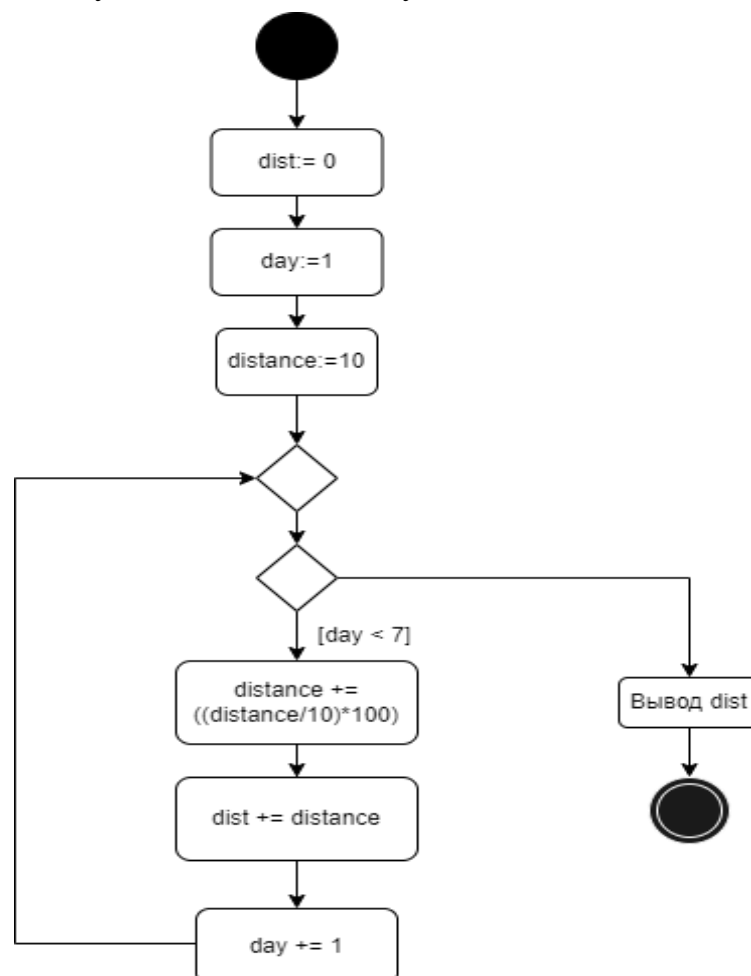 dist:= 0
day:=1
distance:=10
[day < 7]
distance +=
((distance/10)*100)
Вывод dist
dist += distance
day += 1